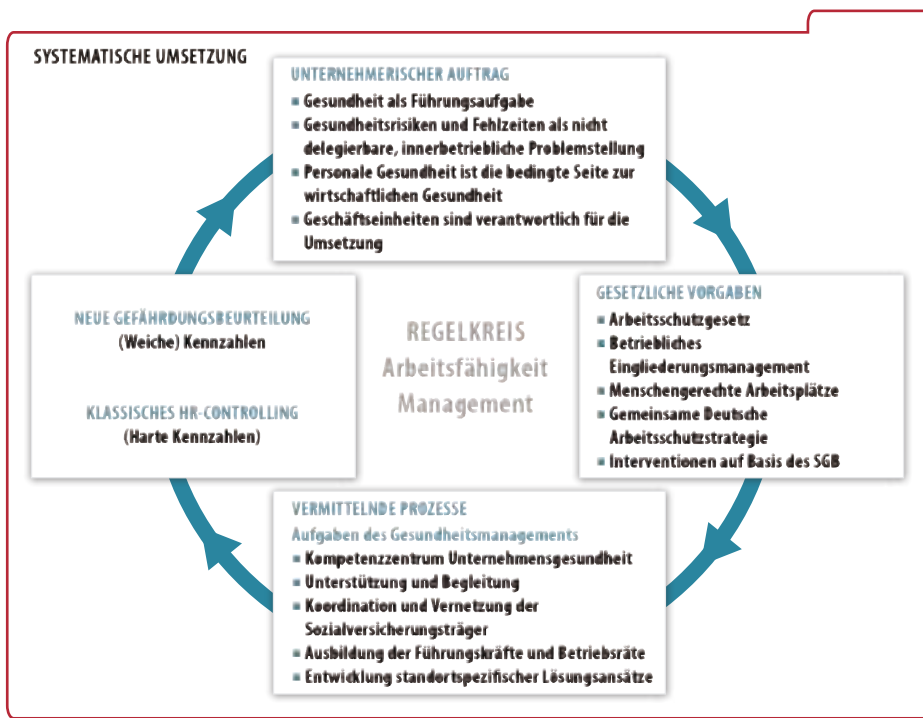 SYSTEMATISCHE UMSETZUNG
UNTERNEHMERISCHER AUFTRAG
▪ Gesundheit als Führungsaufgabe
▪ Gesundheitsrisiken und Fehlzeiten als nicht
delegierbare, innerbetriebliche Problemstellung
▪ Personale Gesundheit ist die bedingte Seite zur
wirtschaftlichen Gesundheit
▪ Geschäftseinheiten sind verantwortlich für die
Umsetzung
GESETZLICHE VORGABEN
▪ Arbeitsschutzgesetz
▪ Betriebliches
Eingliederungsmanagement
▪ Menschengerechte Arbeitsplätze
▪ Gemeinsame Deutsche
Arbeitsschutzstrategie
▪ Interventionen auf Basis des SGB
VERMITTELNDE PROZESSE
Aufgaben des Gesundheitsmanagements
▪ Kompetenzzentrum Unternehmensgesundheit
▪ Unterstützung und Begleitung
▪ Koordination und Vernetzung der
Sozialversicherungsträger
▪ Ausbildung der Führungskräfte und Betriebsräte
▪ Entwicklung standortspezifischer Lösungsansätze
NEUE GEFÄHRDUNGSBEURTEILUNG
(Weiche) Kennzahlen
KLASSISCHES HR-CONTROLLING
(Harte Kennzahlen)
REGELKREIS
Arbeitsfähigkeit
Management